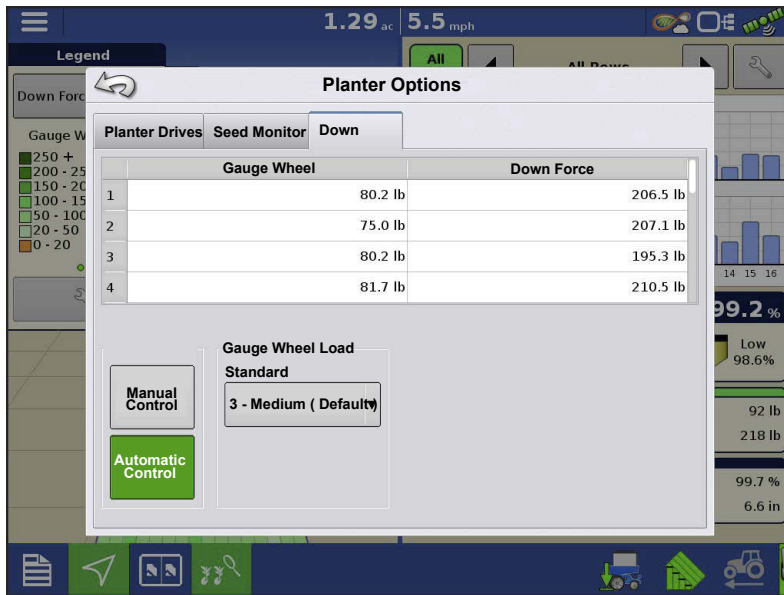 1.29 ac 5.5 mph
Legend
All
All Rows
Down Forc
Planter Options
Gauge W
250 +
200 - 25
150 - 20
100 - 15
50 - 100
20 - 50
0 - 20
Planter Drives Seed Monitor Down
Gauge Wheel Down Force
1 80.2 lb 206.5 lb
2 75.0 lb 207.1 lb
3 80.2 lb 195.3 lb
4 81.7 lb 210.5 lb
14 15 16
99.2 %
Low
98.6%
Gauge Wheel Load
Standard
3 - Medium ( Default)
Manual
Control
Automatic
Control
92 lb
218 lb
99.7 %
6.6 in